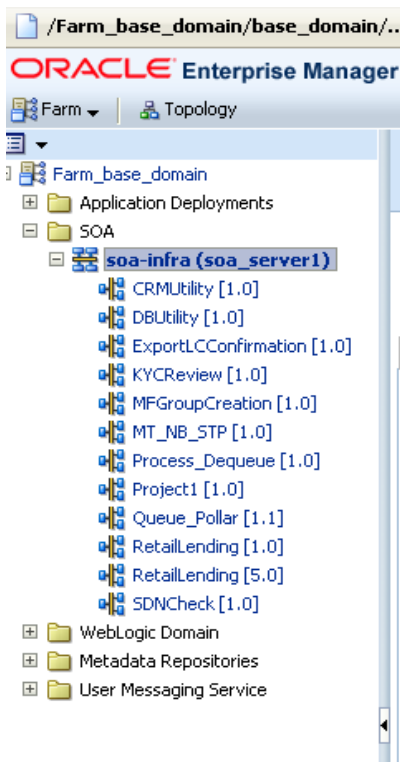 /Farm_base_domain/base_domain/..
ORACLE Enterprise Manager
Farm Topology
Farm_base_domain
Application Deployments
SOA
soa-infra (soa_server1)
CRMUtility [1.0]
DBUtility [1.0]
ExportLCConfirmation [1.0]
KYCReview [1.0]
MFGroupCreation [1.0]
MT_NB_STP [1.0]
Process_Dequeue [1.0]
Project1 [1.0]
Queue_Pollar [1.1]
RetailLending [1.0]
RetailLending [5.0]
SDNCheck [1.0]
WebLogic Domain
Metadata Repositories
User Messaging Service